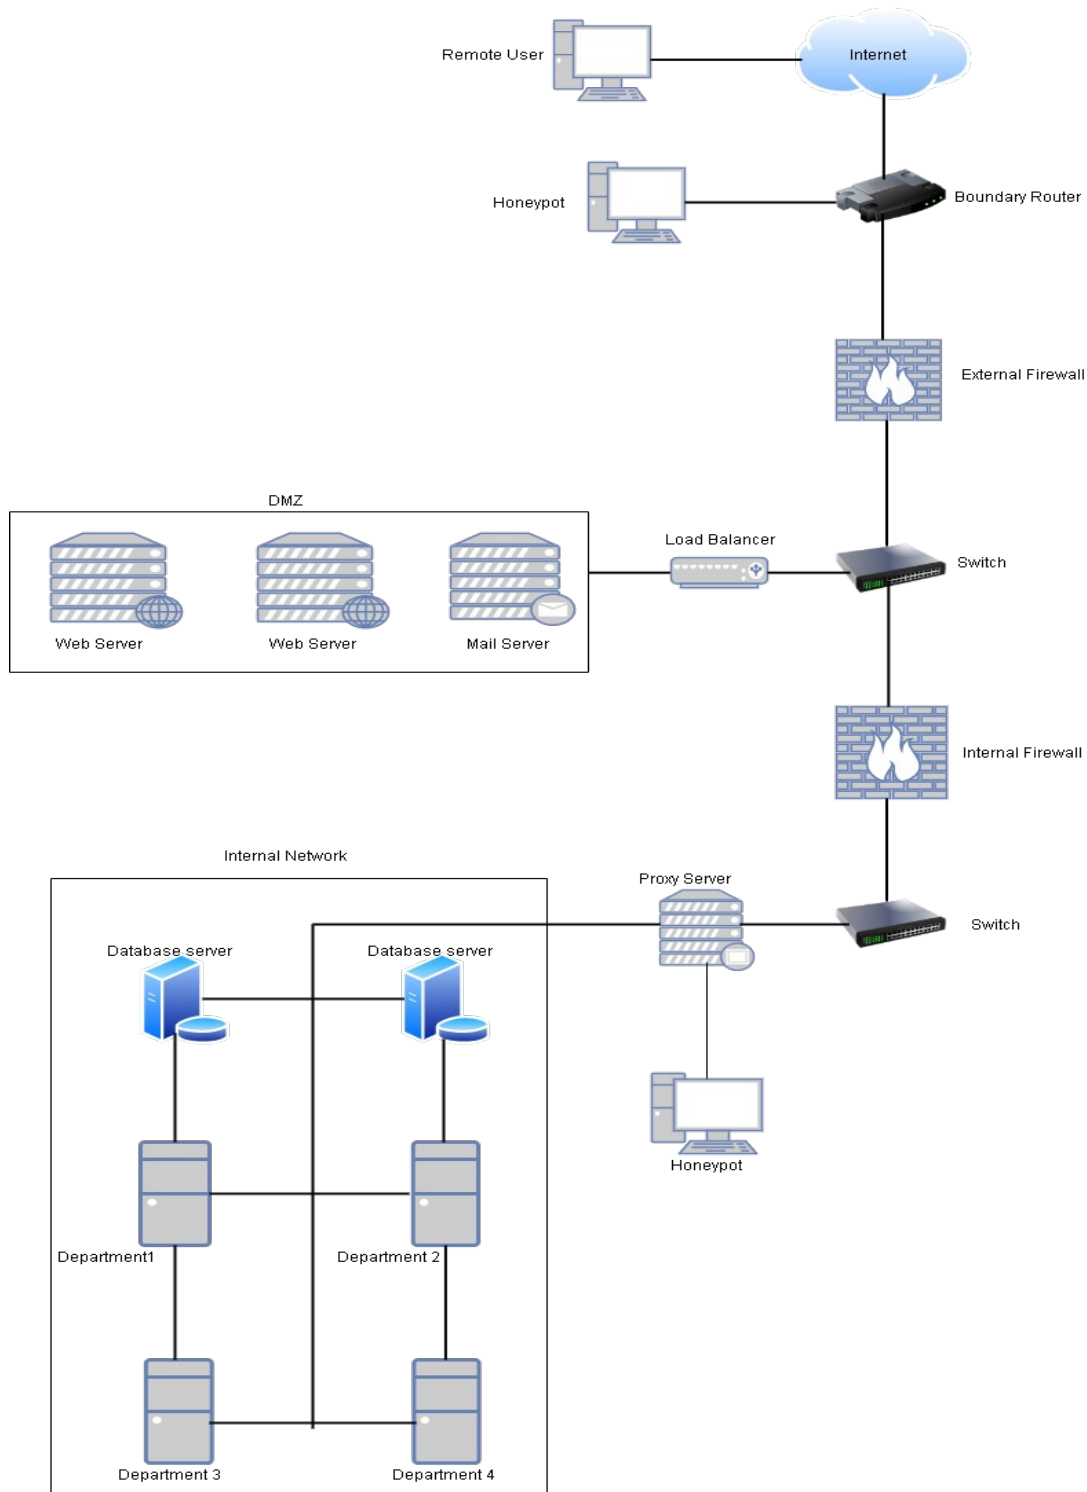 Remote User
Internet
Honeypot
Boundary Router
External Firewall
DMZ
Load Balancer
Switch
Web Server
Web Server
Mail Server
Internal Firewall
Internal Network
Proxy Server
Switch
Database server
Database server
Honeypot
Department1
Department 2
Department 3
Department 4